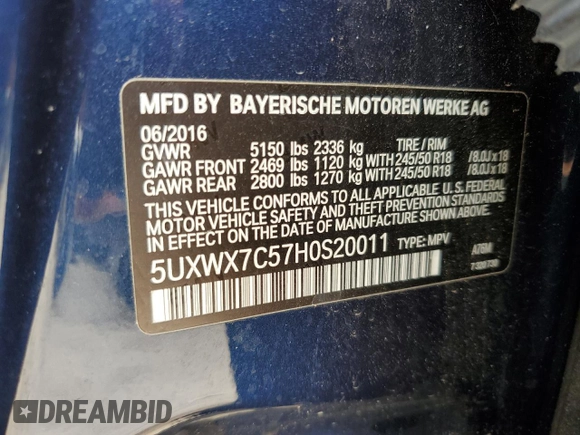 MFD BY BAYERISCHE MOTOREN WERKE AG
06/2016
GVWR 5150 lbs 2336 kg TIRE / RIM
GAWR FRONT 2469 lbs 1120 kg WITH 245/50 R18 /8.0J x 18
GAWR REAR 2800 lbs 1270 kg WITH 245/50 R18 /8.0J x 18
THIS VEHICLE CONFORMS TO ALL APPLICABLE U.S. FEDERAL
MOTOR VEHICLE SAFETY AND THEFT PREVENTION STANDARDS
IN EFFECT ON THE DATE OF MANUFACTURE SHOWN ABOVE.
5UXWX7C57H0S20011 TYPE: MPV
A76M
DREAMBID